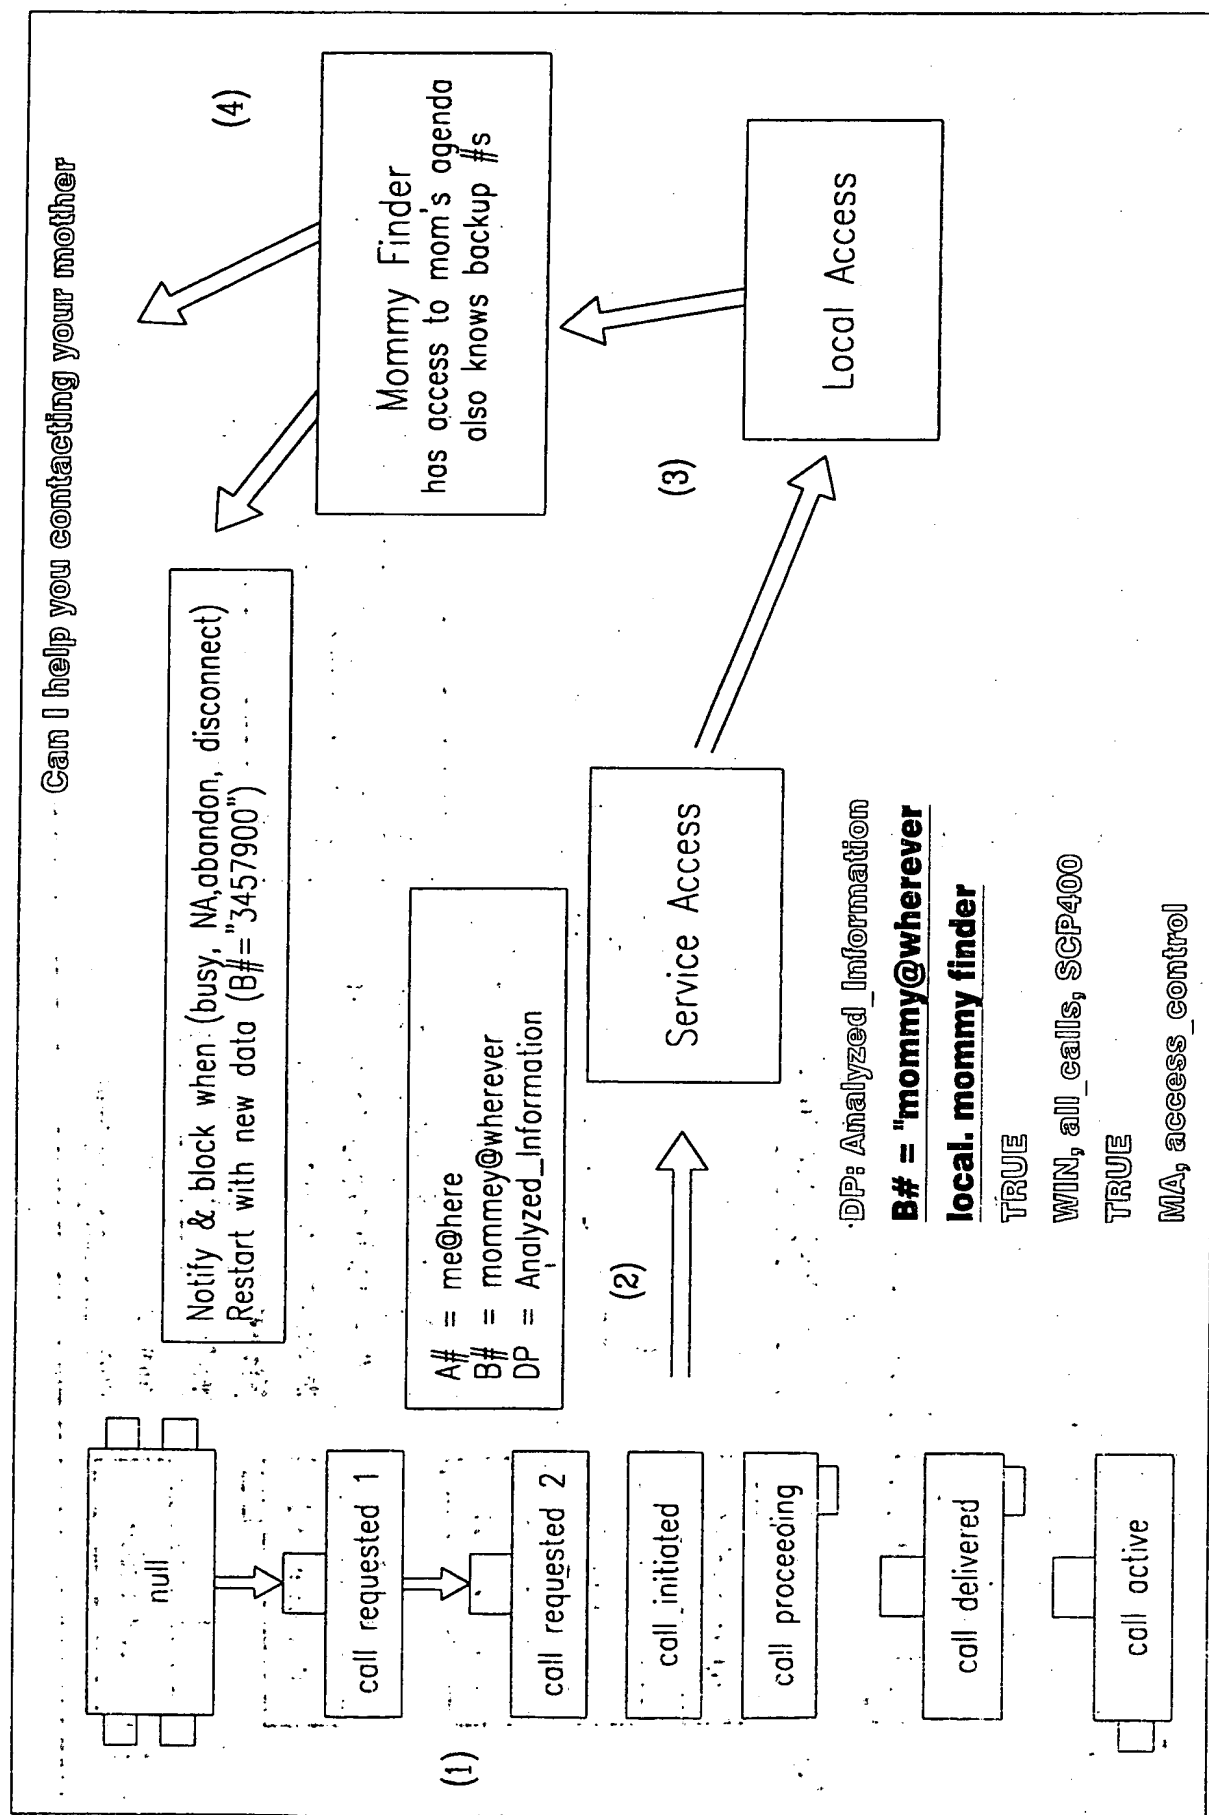 Can I help you contacting your mother
(4)
Notify & block when (busy, NA,abandon, disconnect)
Restart with new data (B#="3457900")
Mommy Finder
has access to mom's agenda
also knows backup #s
null
call requested 1
(1)
A# = me@here
B# = mommey@wherever
DP = Analyzed_Information
call requested 2
(2)
Service Access
(3)
Local Access
call_initiated
call proceeding
DP: Analyzed_Information
B# = "mommy@wherever
local. mommy finder
TRUE
WIN, all_calls, SCP400
TRUE
MA, access_control
call delivered
call active